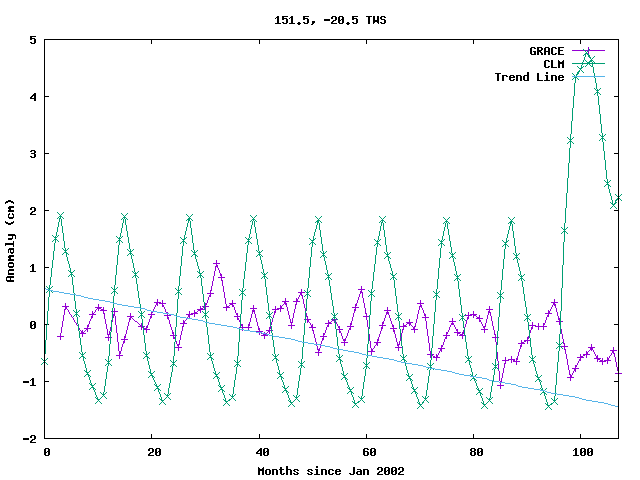 151.5, -20.5 TWS
GRACE
CLM
Trend Line
5
4
3
2
1
0
-1
-2
Anomaly (cm)
0 20 40 60 80 100
Months since Jan 2002